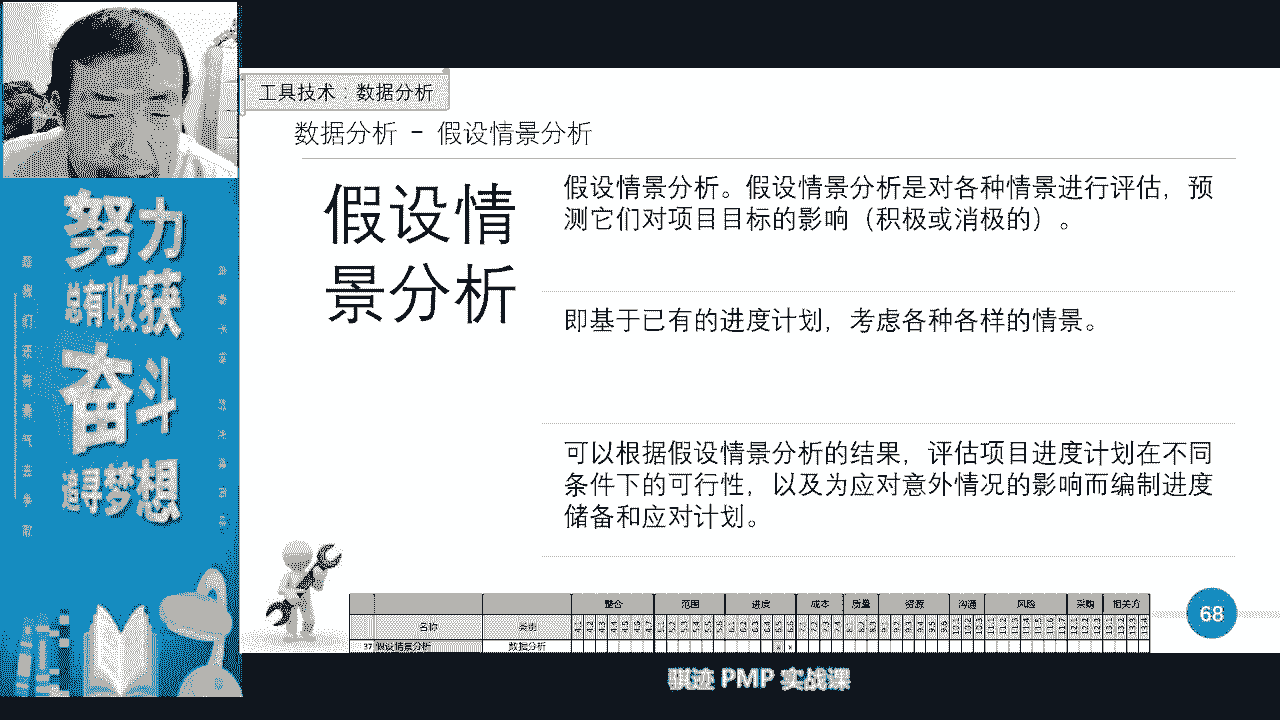 工具技术：数据分析
数据分析 - 假设情景分析
假设情
景分析
假设情景分析。假设情景分析是对各种情景进行评估，预
测它们对项目目标的影响（积极或消极的）。
即基于已有的进度计划，考虑各种各样的情景。
可以根据假设情景分析的结果，评估项目进度计划在不同
条件下的可行性，以及为应对意外情况的影响而编制进度
储备和应对计划。
努力
总有收获
奋斗
追寻梦想
整合 范围 进度 成本 质量 资源 沟通 风险 采购 相关方
名称 类别
37 假设情景分析 数据分析
68
骐迹 PMP 实战课